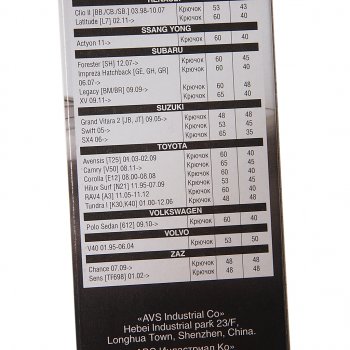 Clio II [BB./CB./SB.] 03.98-10.07 Крючок 53 43
Latitude [L7] 02.11-> Крючок 60 40
SSANG YONG
Actyon 11-> Крючок 60 40
SUBARU
Forester [SH] 12.07-> Крючок 60 45
Impreza Hatchback [GE, GH, GR] Крючок 60 40
06.07->
Legacy [BM/BR] 09.09-> Крючок 60
XV 09.11-> Крючок 65 40
SUZUKI
Grand Vitara 2 [JB, JT] 09.05-> Крючок 48 48
Swift 05-> Крючок 53 45
SX4 06-> Крючок 65 35
TOYOTA
Avensis [T25] 04.03-02.09 Крючок 60
Camry [V50] 08.11-> Крючок 45
Corolla [E12] 08.00-08.08 Крючок 60 40
Hilux Surf [N21] 11.95-07.09 Крючок
RAV4 [A3] 11.05-11.12 Крючок
Tundra I [K30,K40] 01.00-12.06 Крючок 60 40
VOLKSWAGEN
Polo Sedan [612] 09.10-> Крючок 60 40
VOLVO
V40 01.95-06.04 Крючок 53 50
ZAZ
Chance 07.09-> Крючок 48 48
Sens [TF698] 01.02-> Крючок 48 48
«AVS Industrial Co»
Hebei Industrial park 23/F,
Longhua Town, Shenzhen, China.